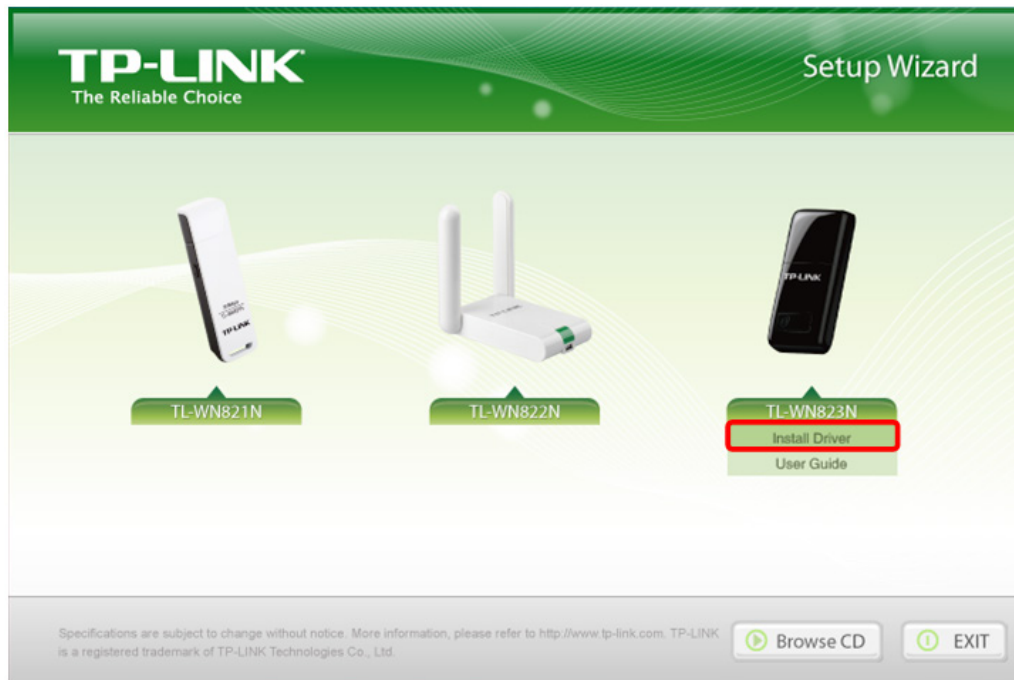 TP-LINK
The Reliable Choice
Setup Wizard
TP-LINK
TP-LINK
TP-LINK
TL-WN821N
TL-WN822N
TL-WN823N
Install Driver
User Guide
Specifications are subject to change without notice. More information, please refer to http://www.tp-link.com. TP-LINK
is a registered trademark of TP-LINK Technologies Co., Ltd.
Browse CD
EXIT